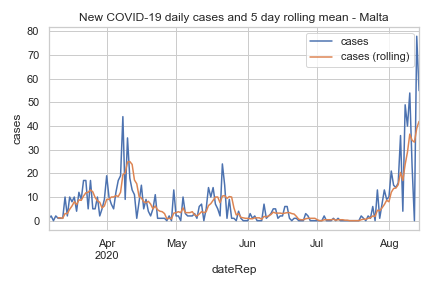 New COVID-19 daily cases and 5 day rolling mean - Malta
cases
cases (rolling)
80
70
60
50
40
30
20
10
0
cases
Apr
2020
May
Jun
Jul
Aug
dateRep